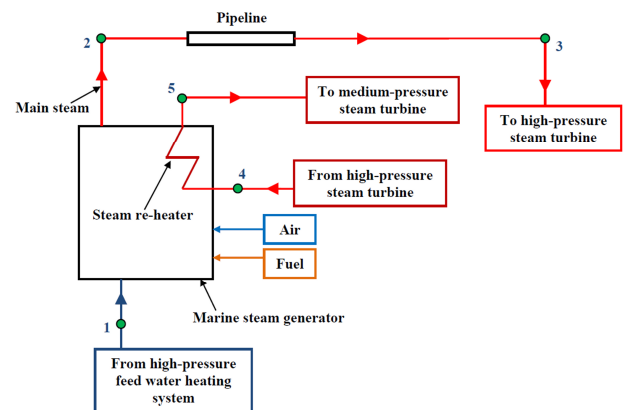 Pipeline
2
3
Main steam
5
To medium-pressure
steam turbine
To high-pressure
steam turbine
4
From high-pressure
steam turbine
Steam re-heater
Air
Fuel
Marine steam generator
1
From high-pressure
feed water heating
system